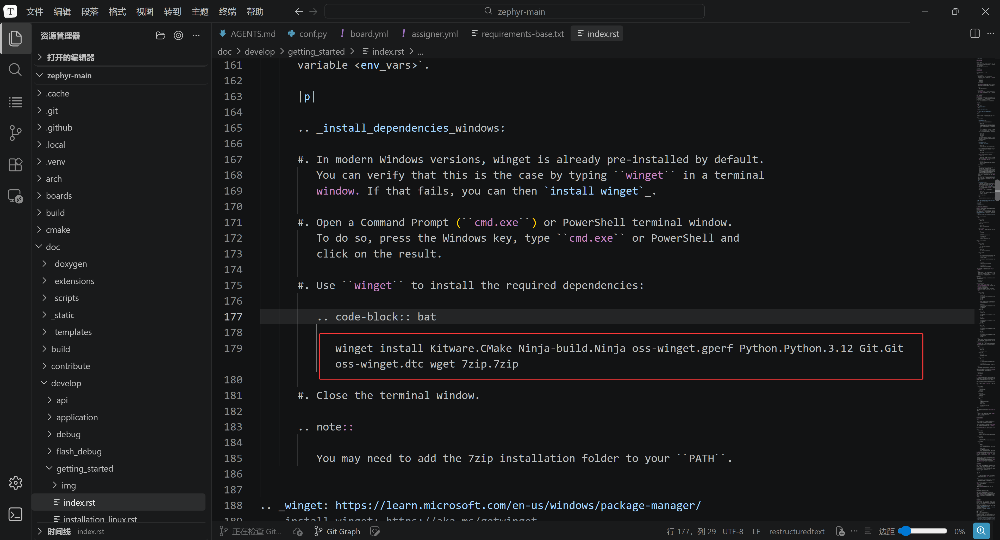 T 文件 编辑 段落 格式 视图 转到 主题 终端 帮助 zephyr-main
资源管理器
打开的编辑器
zephyr-main
.cache
.git
.github
.local
.venv
arch
boards
build
cmake
doc
_doxygen
_extensions
_scripts
_static
_templates
build
contribute
develop
api
application
debug
flash_debug
getting_started
img
index.rst
installation_linux.rst
时间线 index.rst
AGENTS.md conf.py ! board.yml ! assigner.yml requirements-base.txt index.rst
doc > develop > getting_started > index.rst > ...
161 variable <env_vars>`.
162
163 |p|
164
165 .. _install_dependencies_windows:
166
167 #. In modern Windows versions, winget is already pre-installed by default.
168 You can verify that this is the case by typing ``winget`` in a terminal
169 window. If that fails, you can then `install winget`_.
170
171 #. Open a Command Prompt (``cmd.exe``) or PowerShell terminal window.
172 To do so, press the Windows key, type ``cmd.exe`` or PowerShell and
173 click on the result.
174
175 #. Use ``winget`` to install the required dependencies:
176
177 .. code-block:: bat
178
179 winget install Kitware.CMake Ninja-build.Ninja oss-winget.gperf Python.Python.3.12 Git.Git
oss-winget.dtc wget 7zip.7zip
180
181 #. Close the terminal window.
182
183 .. note::
184
185 You may need to add the 7zip installation folder to your ``PATH``.
186
187
188 .. _winget: https://learn.microsoft.com/en-us/windows/package-manager/
189 _install winget: https://aka.ms/getwinget
正在检查 Git... Git Graph 行 177，列 29 UTF-8 LF restructuredtext 边距 0%